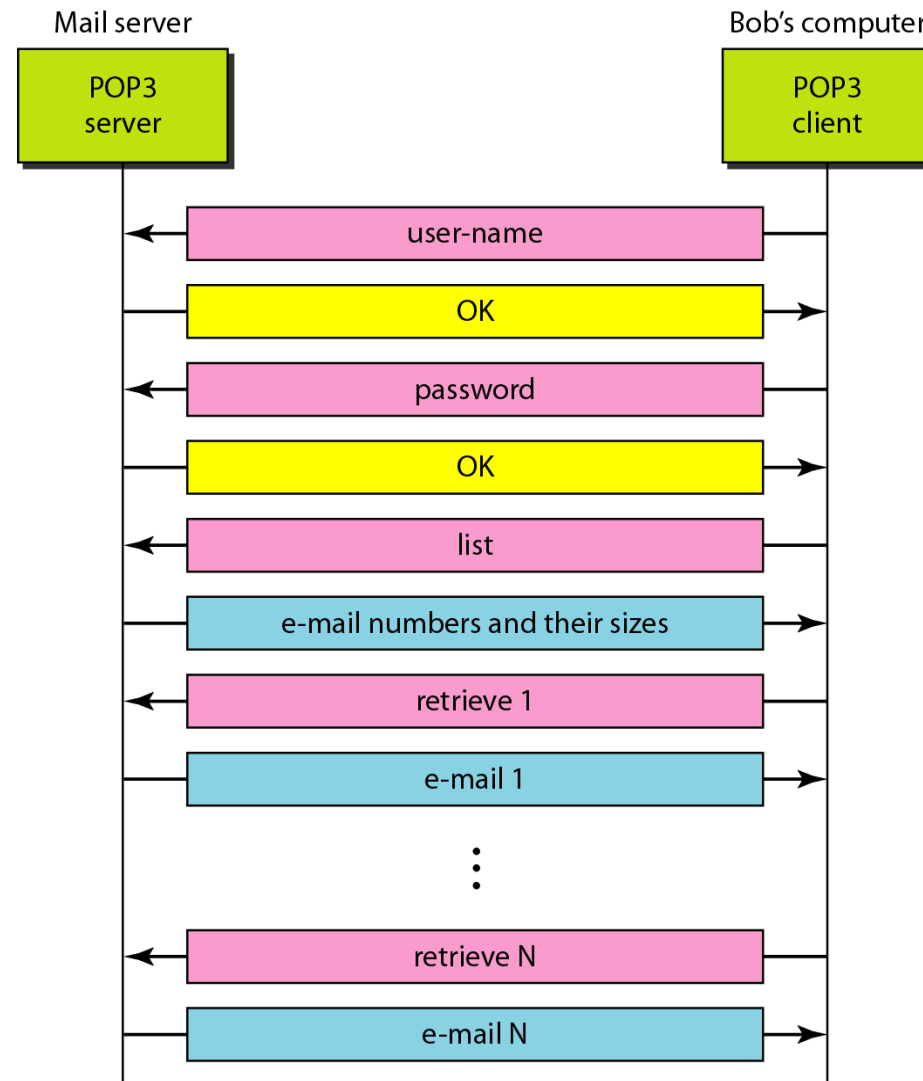 Mail server
Bob’s computer
POP3
server
POP3
client
user-name
OK
password
OK
list
e-mail numbers and their sizes
retrieve 1
e-mail 1
retrieve N
e-mail N